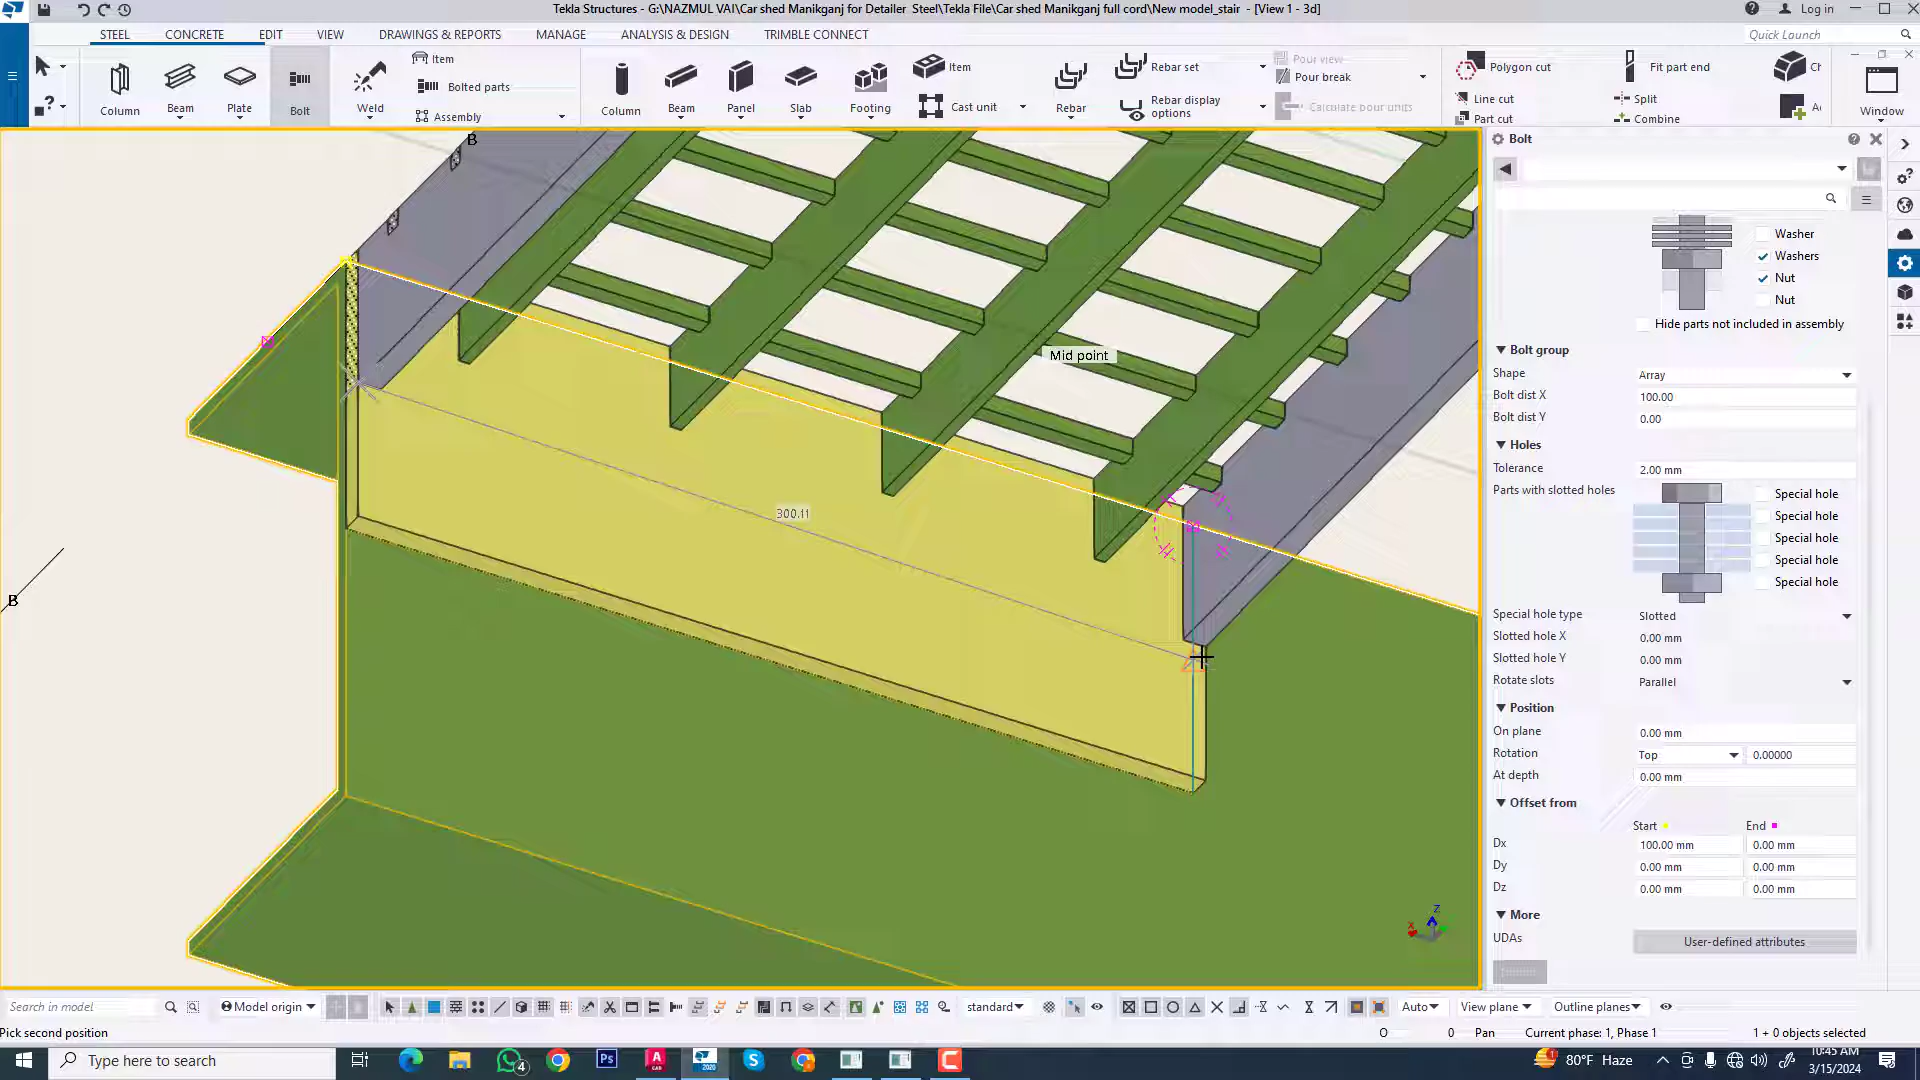 Tekla Structures - G:\NAZMUL VAI\Car shed Manikganj for Detailer Steel\Tekla File\Car shed Manikganj full cord\New model_stair - [View 1 - 3d]
Log in
STEEL CONCRETE EDIT VIEW DRAWINGS & REPORTS MANAGE ANALYSIS & DESIGN TRIMBLE CONNECT
Quick Launch
Column Beam Plate Bolt Weld
Item
Bolted parts
Assembly
Column Beam Panel Slab Footing
Item
Cast unit
Rebar
Rebar set
Rebar display options
Pour view
Pour break
Calculate pour units
Polygon cut
Line cut
Part cut
Fit part end
Split
Combine
Window
B
B
Mid point
300.11
Z
X
Bolt
Washer
Washers
Nut
Nut
Hide parts not included in assembly
Bolt group
Shape Array
Bolt dist X 100.00
Bolt dist Y 0.00
Holes
Tolerance 2.00 mm
Parts with slotted holes
Special hole
Special hole
Special hole
Special hole
Special hole
Special hole type Slotted
Slotted hole X 0.00 mm
Slotted hole Y 0.00 mm
Rotate slots Parallel
Position
On plane 0.00 mm
Rotation Top 0.00000
At depth 0.00 mm
Offset from
Start End
Dx 100.00 mm 0.00 mm
Dy 0.00 mm 0.00 mm
Dz 0.00 mm 0.00 mm
More
UDAs User-defined attributes
Search in model
Model origin
standard
Auto
View plane
Outline planes
Pick second position
O 0 Pan Current phase: 1, Phase 1 1 + 0 objects selected
Type here to search
4
Ps
2020
80°F Haze
10:45 AM
3/15/2024